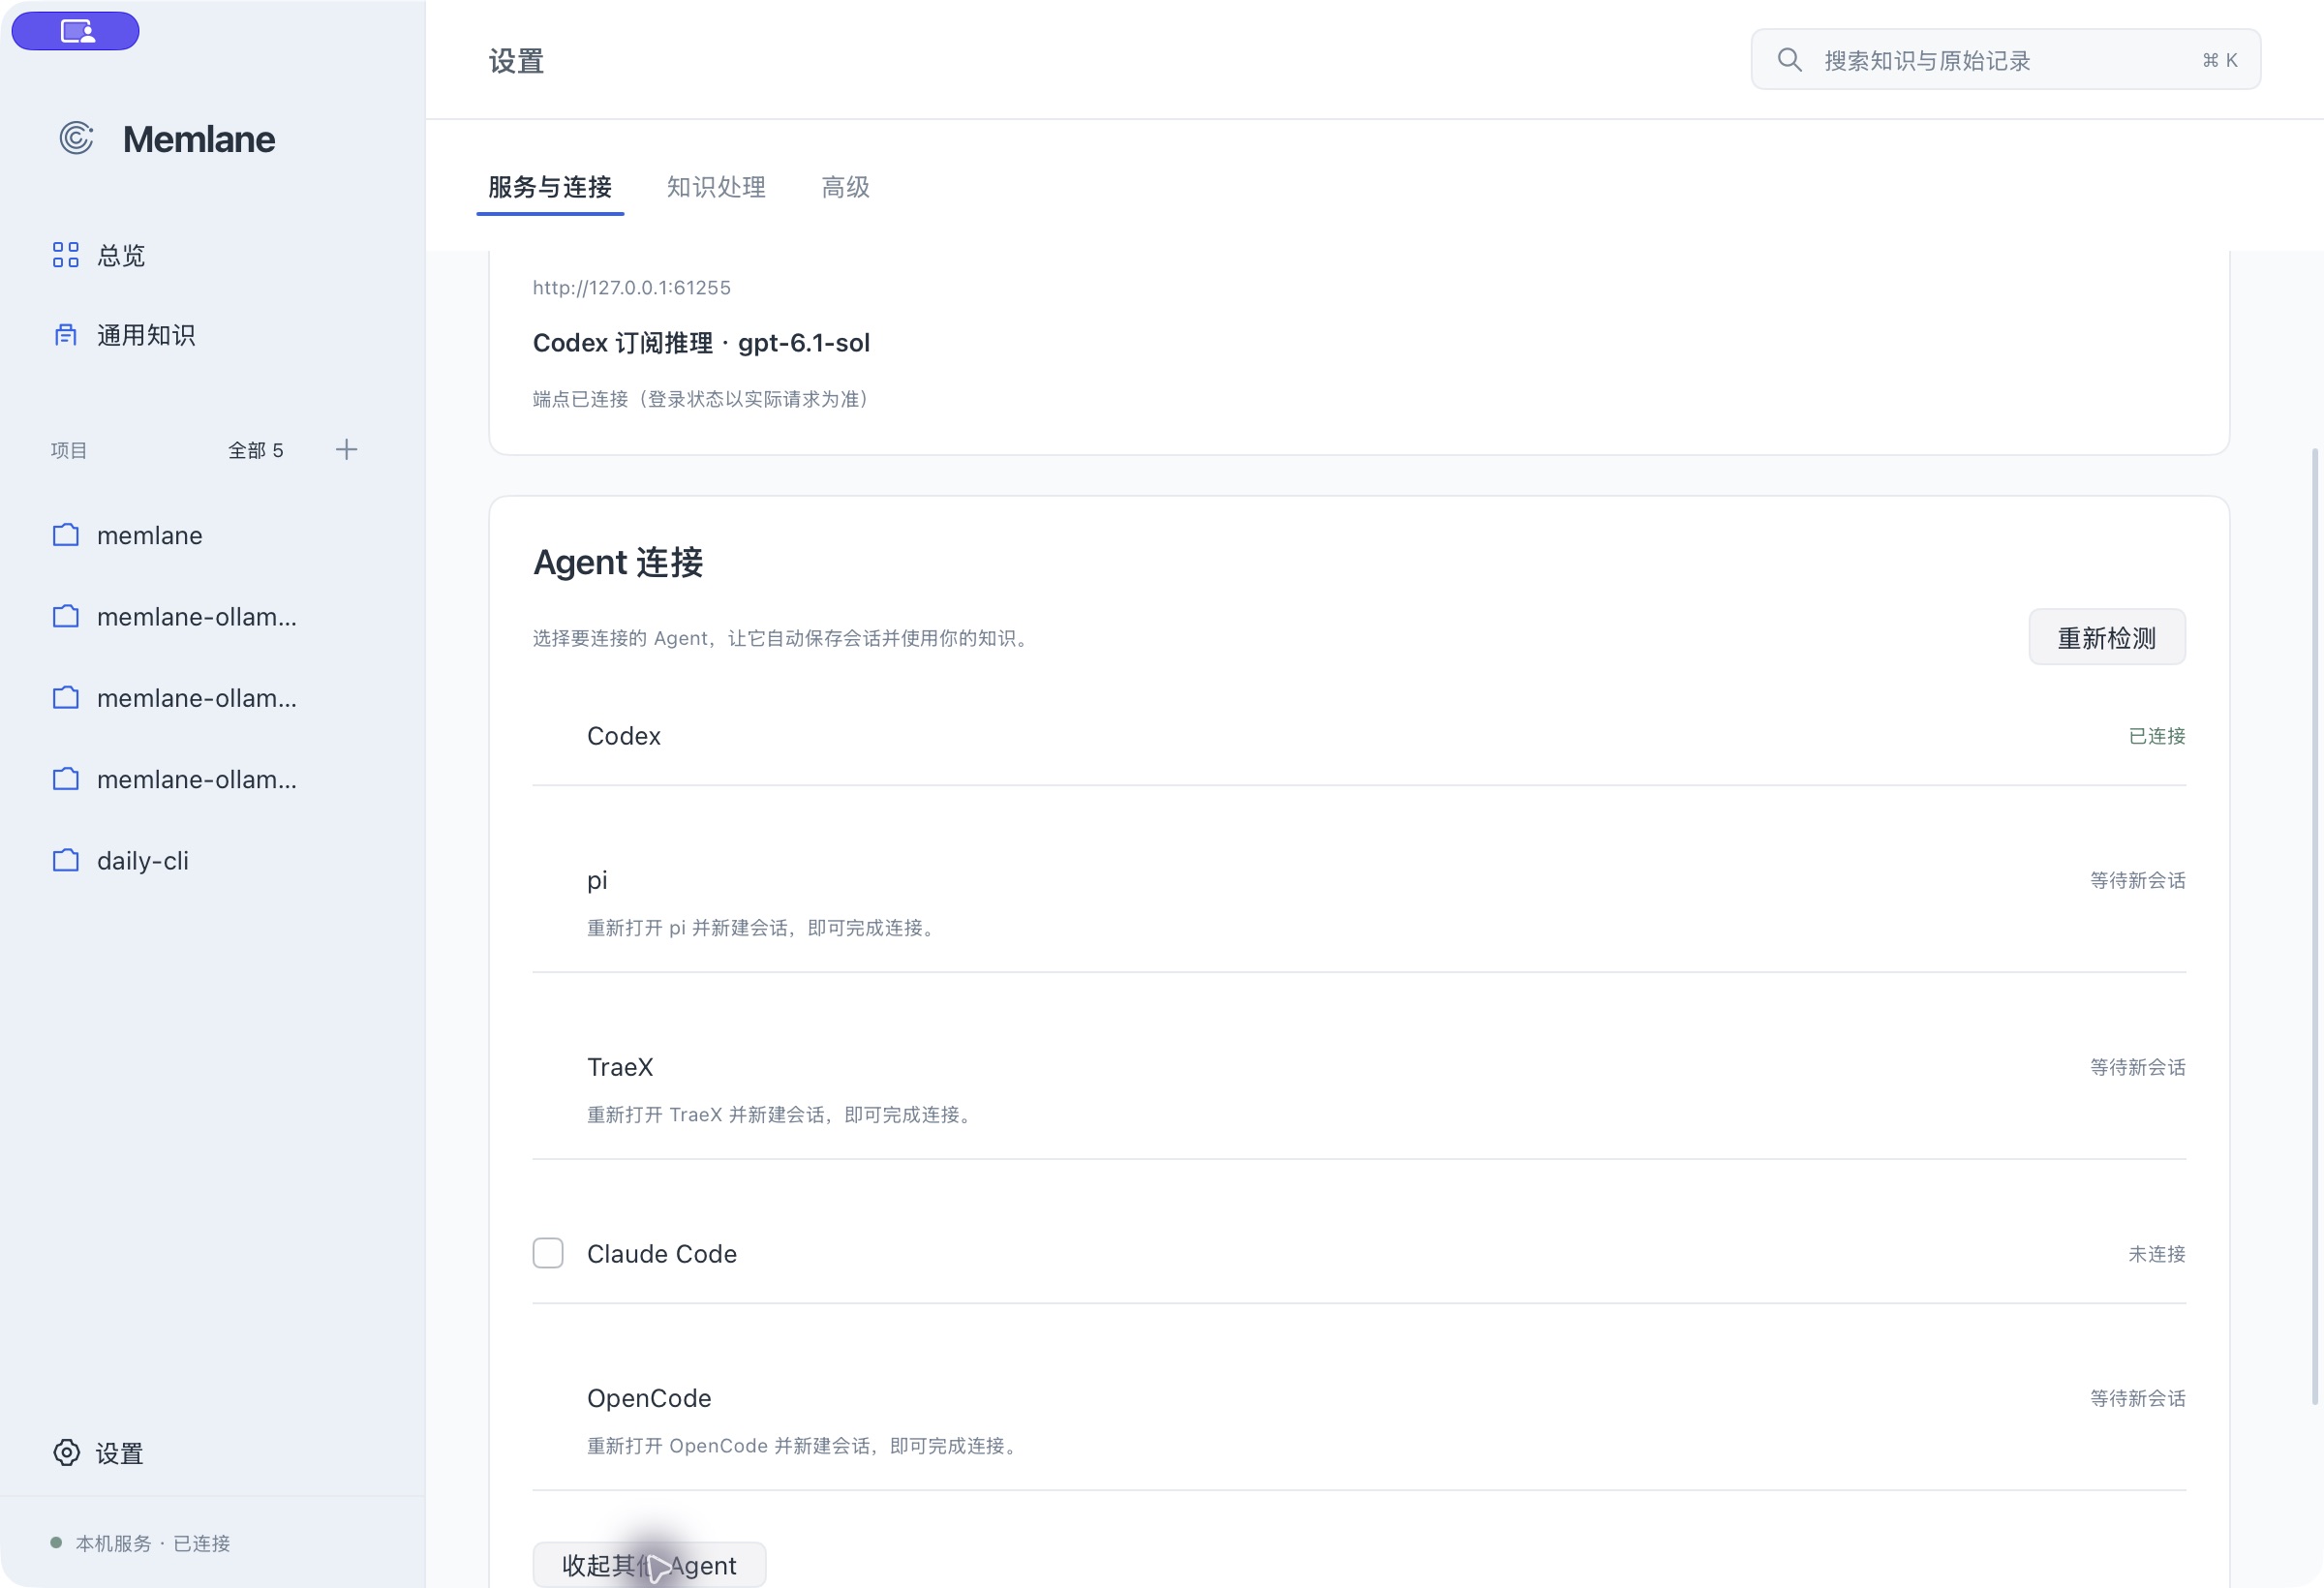 Memlane
总览
通用知识
项目
全部 5
memlane
memlane-ollam...
memlane-ollam...
memlane-ollam...
daily-cli
设置
本机服务 · 已连接
设置
搜索知识与原始记录
⌘ K
服务与连接
知识处理
高级
http://127.0.0.1:61255
Codex 订阅推理 · gpt-6.1-sol
端点已连接（登录状态以实际请求为准）
Agent 连接
选择要连接的 Agent，让它自动保存会话并使用你的知识。
重新检测
Codex
已连接
pi
等待新会话
重新打开 pi 并新建会话，即可完成连接。
TraeX
等待新会话
重新打开 TraeX 并新建会话，即可完成连接。
Claude Code
未连接
OpenCode
等待新会话
重新打开 OpenCode 并新建会话，即可完成连接。
收起其他 Agent